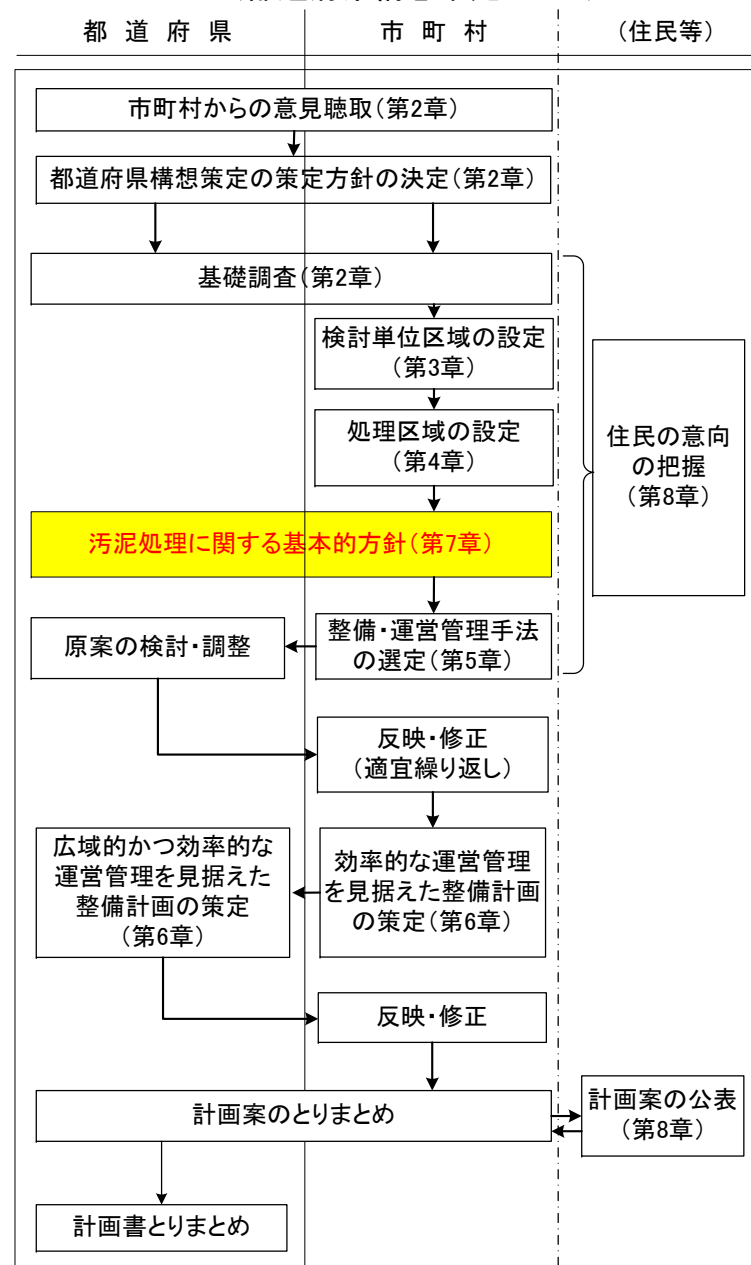 都道府県
市町村
(住民等)
市町村からの意見聴取(第2章)
都道府県構想策定の策定方針の決定(第2章)
基礎調査(第2章)
検討単位区域の設定
(第3章)
処理区域の設定
(第4章)
住民の意向
の把握
(第8章)
汚泥処理に関する基本的方針(第7章)
原案の検討・調整
整備・運営管理手法
の選定(第5章)
反映・修正
(適宜繰り返し)
広域的かつ効率的な
運営管理を見据えた
整備計画の策定
(第6章)
効率的な運営管理
を見据えた整備計画
の策定(第6章)
反映・修正
計画案のとりまとめ
計画案の公表
(第8章)
計画書とりまとめ